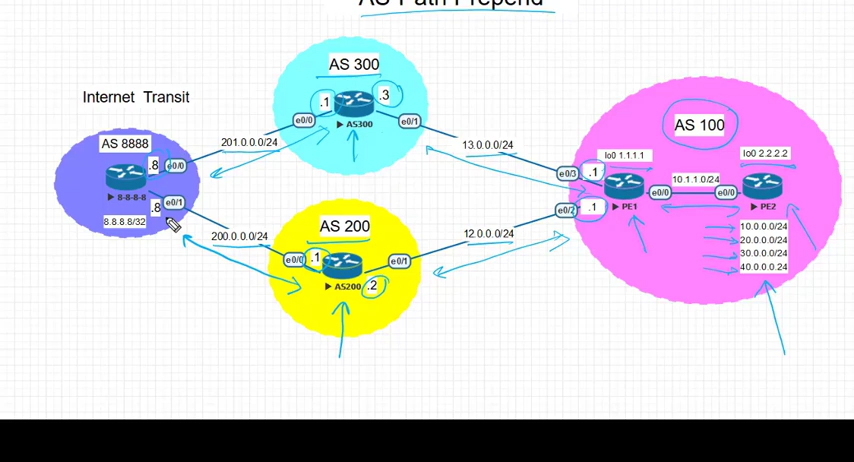 AS Path Prepend
AS 300
Internet Transit
.1
.3
e0/0
AS300
e0/1
AS 8888
201.0.0.0/24
13.0.0.0/24
AS 100
.8
e0/0
lo0 1.1.1.1
lo0 2.2.2.2
8-8-8-8
e0/1
.8
8.8.8.8/32
e0/3
.1
10.1.1.0/24
e0/0
e0/0
PE1
PE2
e0/2
.1
200.0.0.0/24
AS 200
12.0.0.0/24
10.0.0.0/24
20.0.0.0/24
30.0.0.0/24
40.0.0.0.24
e0/0
.1
e0/1
AS200
.2